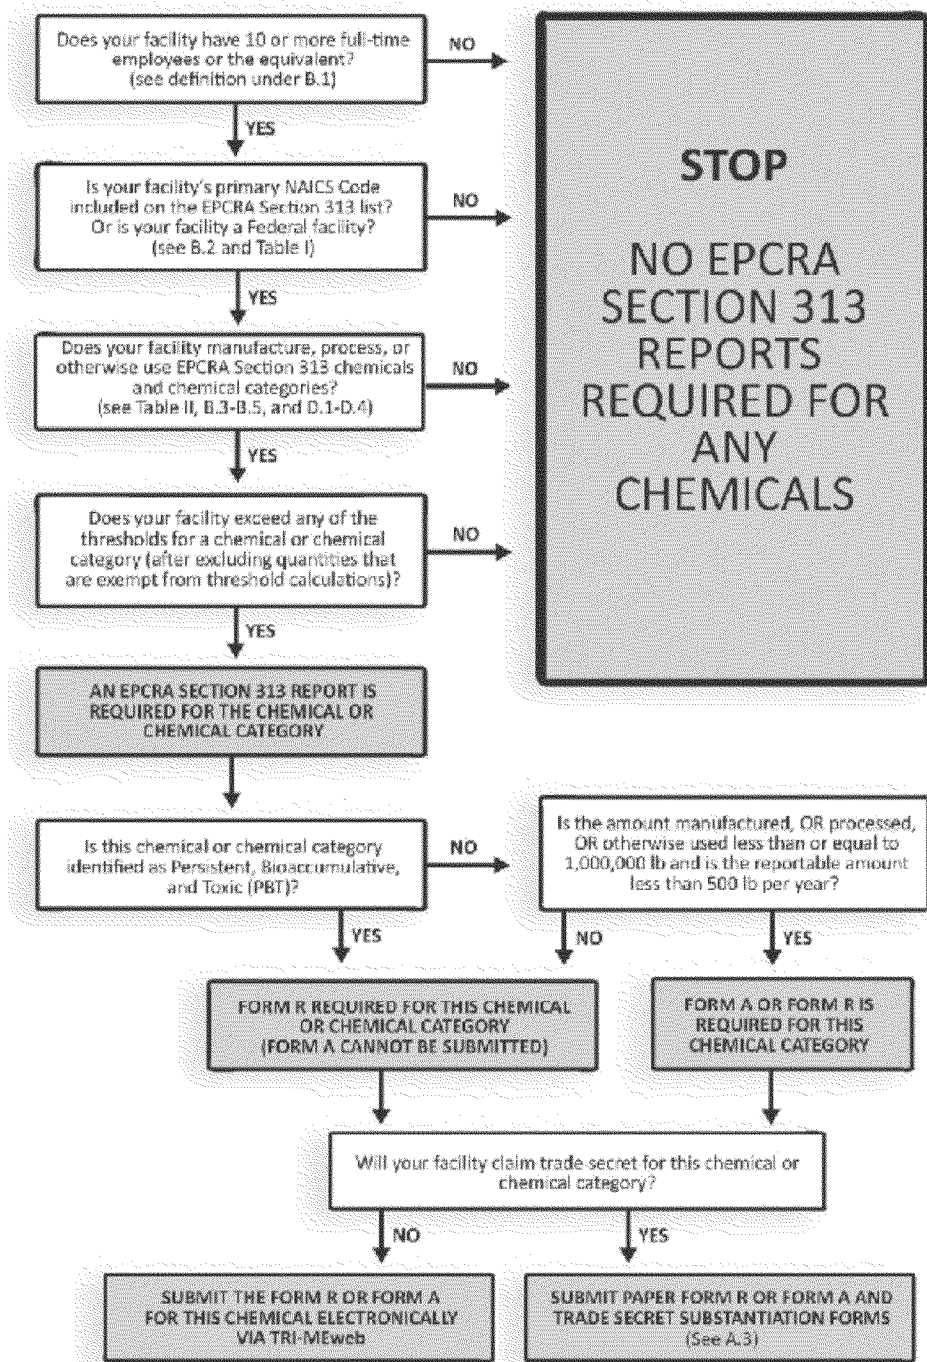 Does your facility have 10 or more full-time
employees or the equivalent?
(see definition under B.1)
NO
YES
STOP
NO EPCRA
SECTION 313
REPORTS
REQUIRED FOR
ANY
CHEMICALS
Is your facility's primary NAICS Code
included on the EPCRA Section 313 list?
Or is your facility a Federal facility?
(see B.2 and Table I)
NO
YES
Does your facility manufacture, process, or
otherwise use EPCRA Section 313 chemicals
and chemical categories?
(see Table II, B.3-B.5, and D.1-D.4)
NO
YES
Does your facility exceed any of the
thresholds for a chemical or chemical
category (after excluding quantities that
are exempt from threshold calculations)?
NO
YES
AN EPCRA SECTION 313 REPORT IS
REQUIRED FOR THE CHEMICAL OR
CHEMICAL CATEGORY
Is this chemical or chemical category
identified as Persistent, Bioaccumulative,
and Toxic (PBT)?
NO
YES
Is the amount manufactured, OR processed,
OR otherwise used less than or equal to
1,000,000 lb and is the reportable amount
less than 500 lb per year?
NO
YES
FORM R REQUIRED FOR THIS CHEMICAL
OR CHEMICAL CATEGORY
(FORM A CANNOT BE SUBMITTED)
FORM A OR FORM R IS
REQUIRED FOR THIS
CHEMICAL CATEGORY
Will your facility claim trade secret for this chemical or
chemical category?
NO
YES
SUBMIT THE FORM R OR FORM A
FOR THIS CHEMICAL ELECTRONICALLY
VIA TRI-MEweb
SUBMIT PAPER FORM R OR FORM A AND
TRADE SECRET SUBSTANTIATION FORMS
(See A.3)